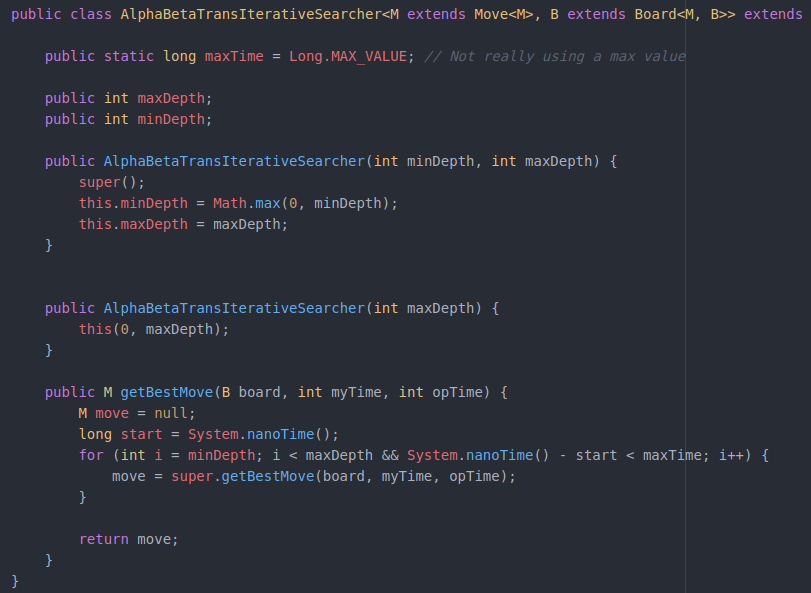 public class AlphaBetaTransIterativeSearcher<M extends Move<M>, B extends Board<M, B>> extends
public static long maxTime = Long.MAX_VALUE; // Not really using a max value
public int maxDepth;
public int minDepth;
public AlphaBetaTransIterativeSearcher(int minDepth, int maxDepth) {
super();
this.minDepth = Math.max(0, minDepth);
this.maxDepth = maxDepth;
}
public AlphaBetaTransIterativeSearcher(int maxDepth) {
this(0, maxDepth);
}
public M getBestMove(B board, int myTime, int opTime) {
M move = null;
long start = System.nanoTime();
for (int i = minDepth; i < maxDepth && System.nanoTime() - start < maxTime; i++) {
move = super.getBestMove(board, myTime, opTime);
}
return move;
}
}